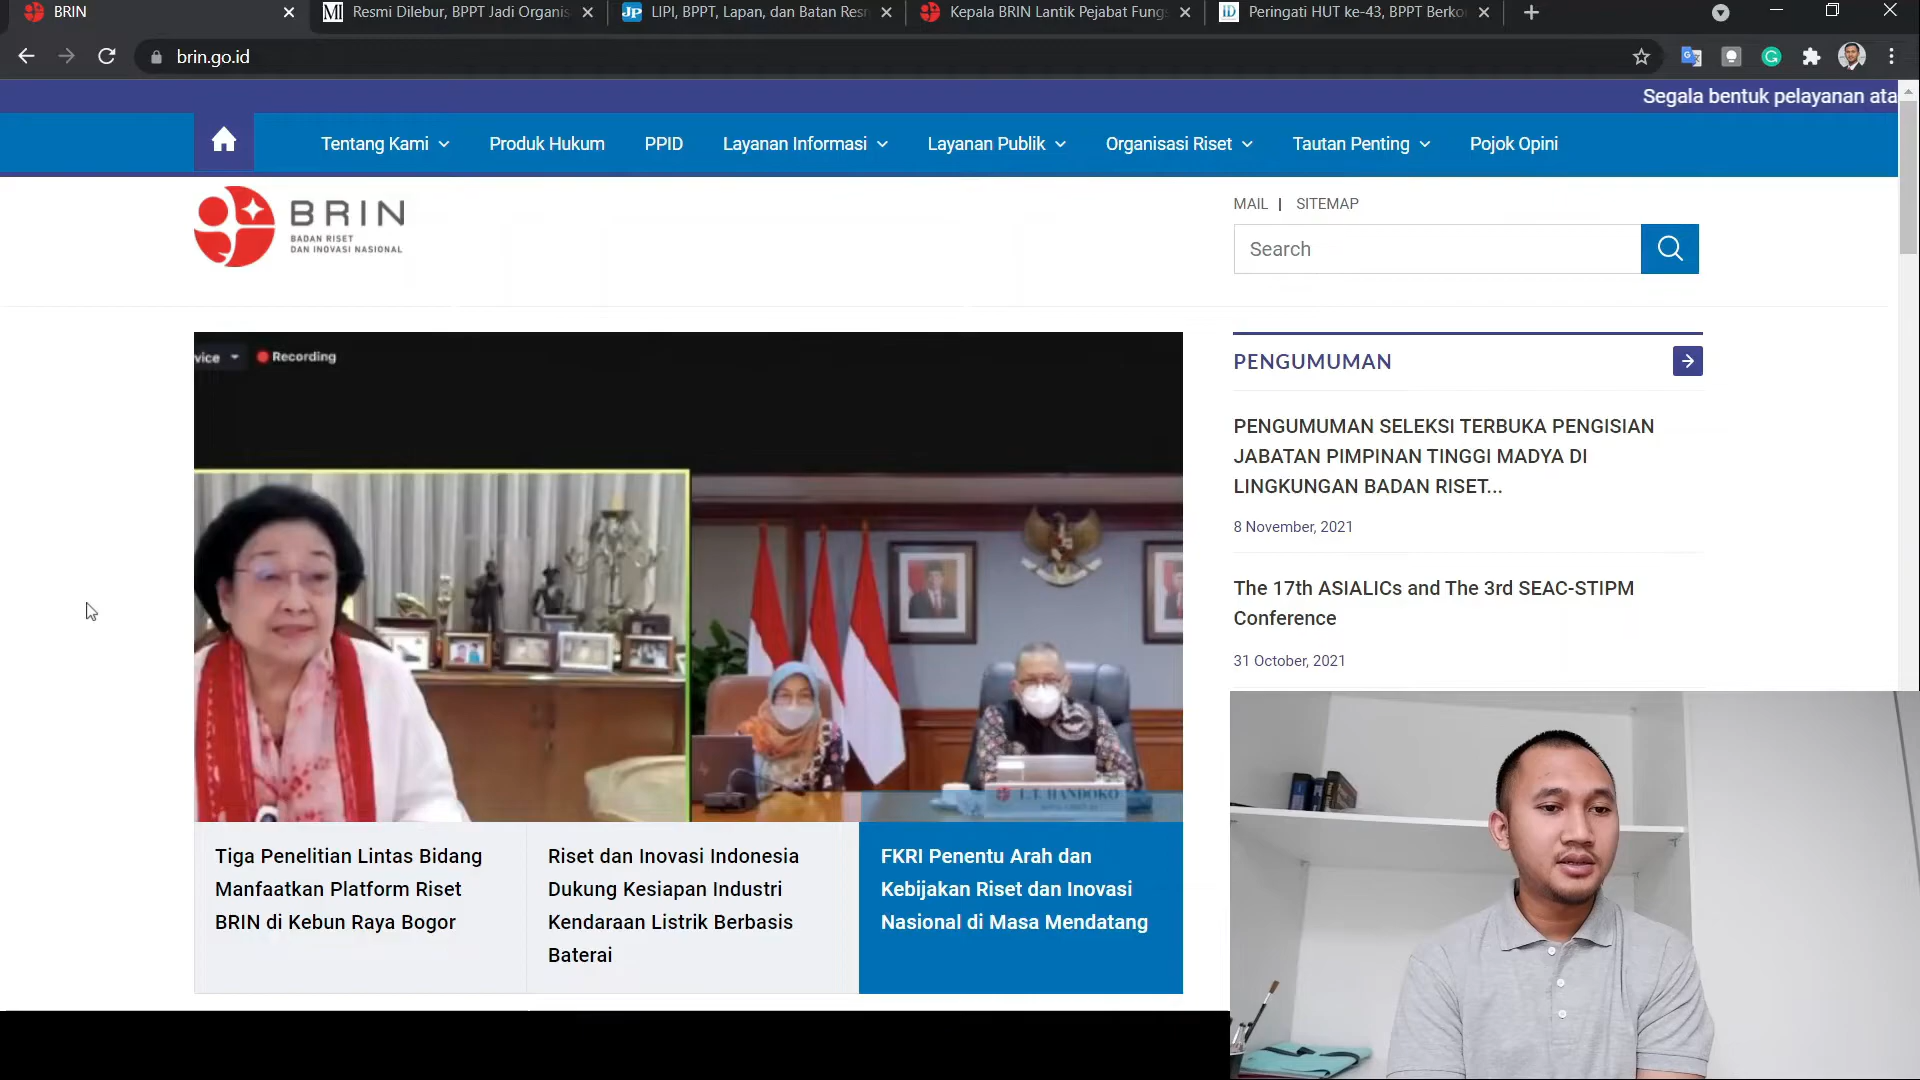 BRIN
Resmi Dilebur, BPPT Jadi Organis
LIPI, BPPT, Lapan, dan Batan Resm
Kepala BRIN Lantik Pejabat Fungs
Peringati HUT ke-43, BPPT Berko
brin.go.id
Segala bentuk pelayanan ata
Tentang Kami
Produk Hukum
PPID
Layanan Informasi
Layanan Publik
Organisasi Riset
Tautan Penting
Pojok Opini
BRIN
BADAN RISET
DAN INOVASI NASIONAL
MAIL | SITEMAP
Search
vice
Recording
L.T. HANDOKO
Tiga Penelitian Lintas Bidang
Manfaatkan Platform Riset
BRIN di Kebun Raya Bogor
Riset dan Inovasi Indonesia
Dukung Kesiapan Industri
Kendaraan Listrik Berbasis
Baterai
FKRI Penentu Arah dan
Kebijakan Riset dan Inovasi
Nasional di Masa Mendatang
PENGUMUMAN
PENGUMUMAN SELEKSI TERBUKA PENGISIAN
JABATAN PIMPINAN TINGGI MADYA DI
LINGKUNGAN BADAN RISET...
8 November, 2021
The 17th ASIALICs and The 3rd SEAC-STIPM
Conference
31 October, 2021